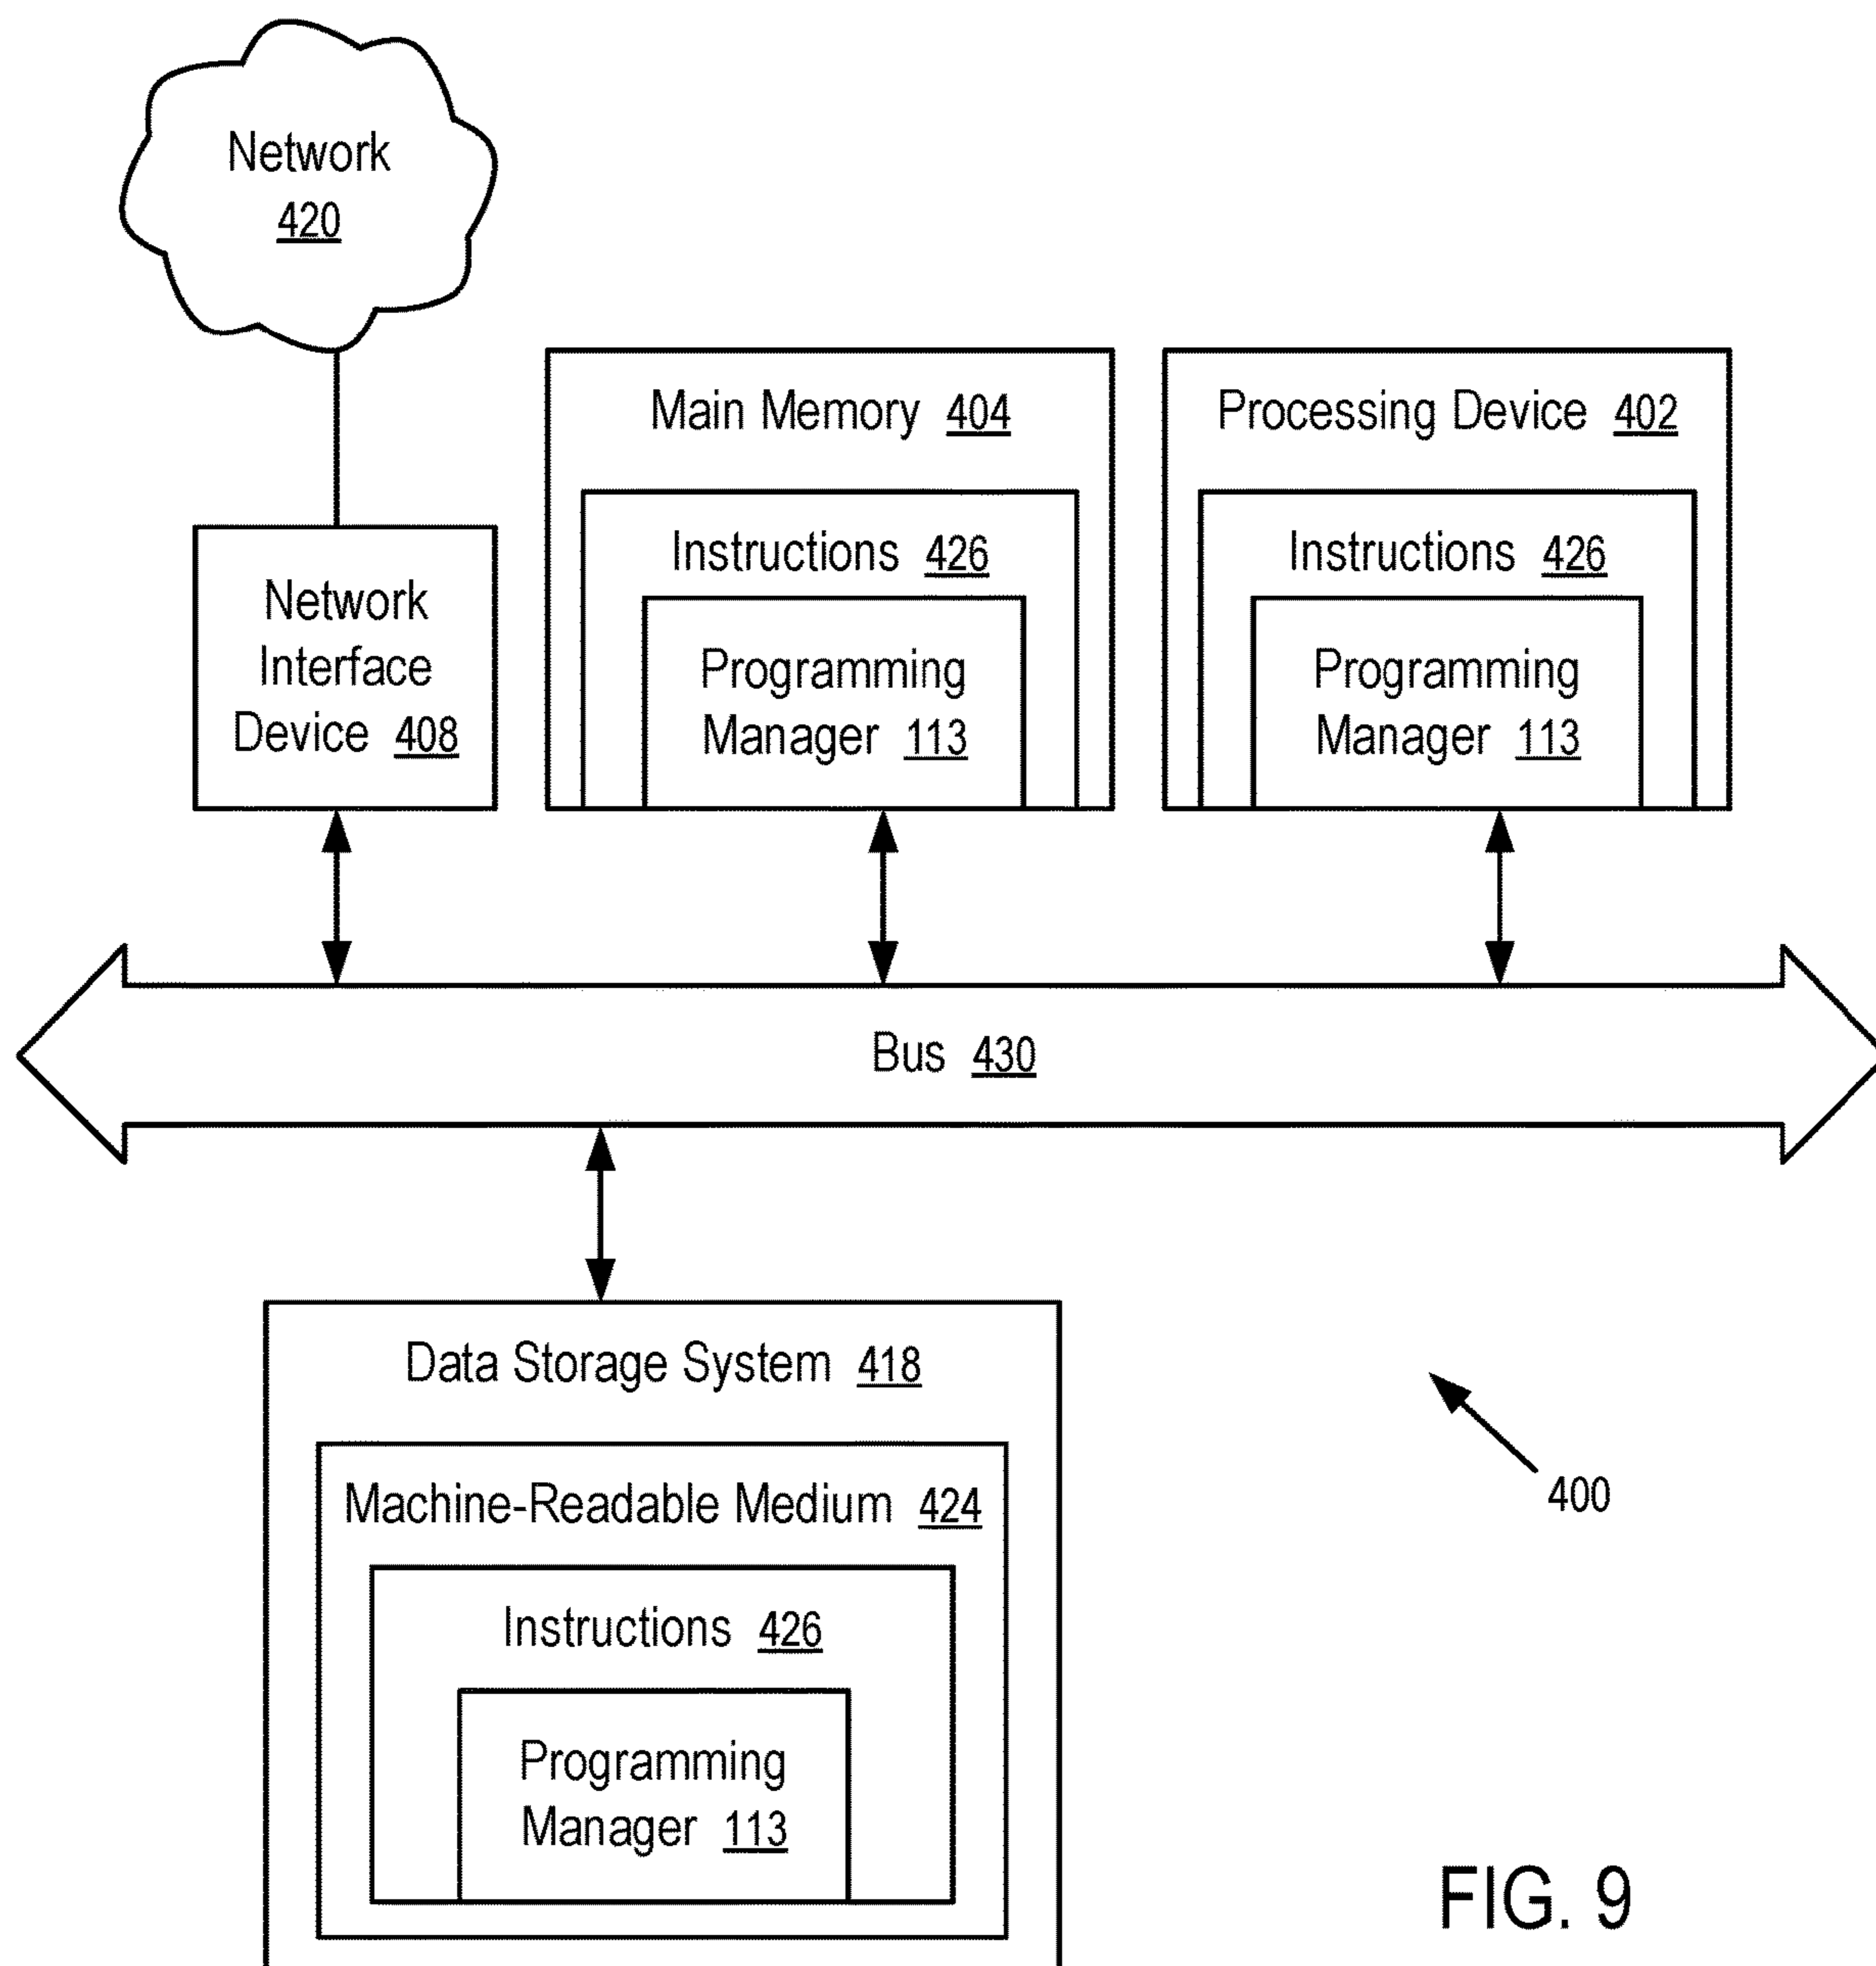 Network
420
Main Memory 404
Processing Device 402
Instructions 426
Instructions 426
Network
Interface
Device 408
Programming
Manager 113
Programming
Manager 113
Bus 430
Data Storage System 418
Machine-Readable Medium 424
400
Instructions 426
Programming
Manager 113
FIG. 9